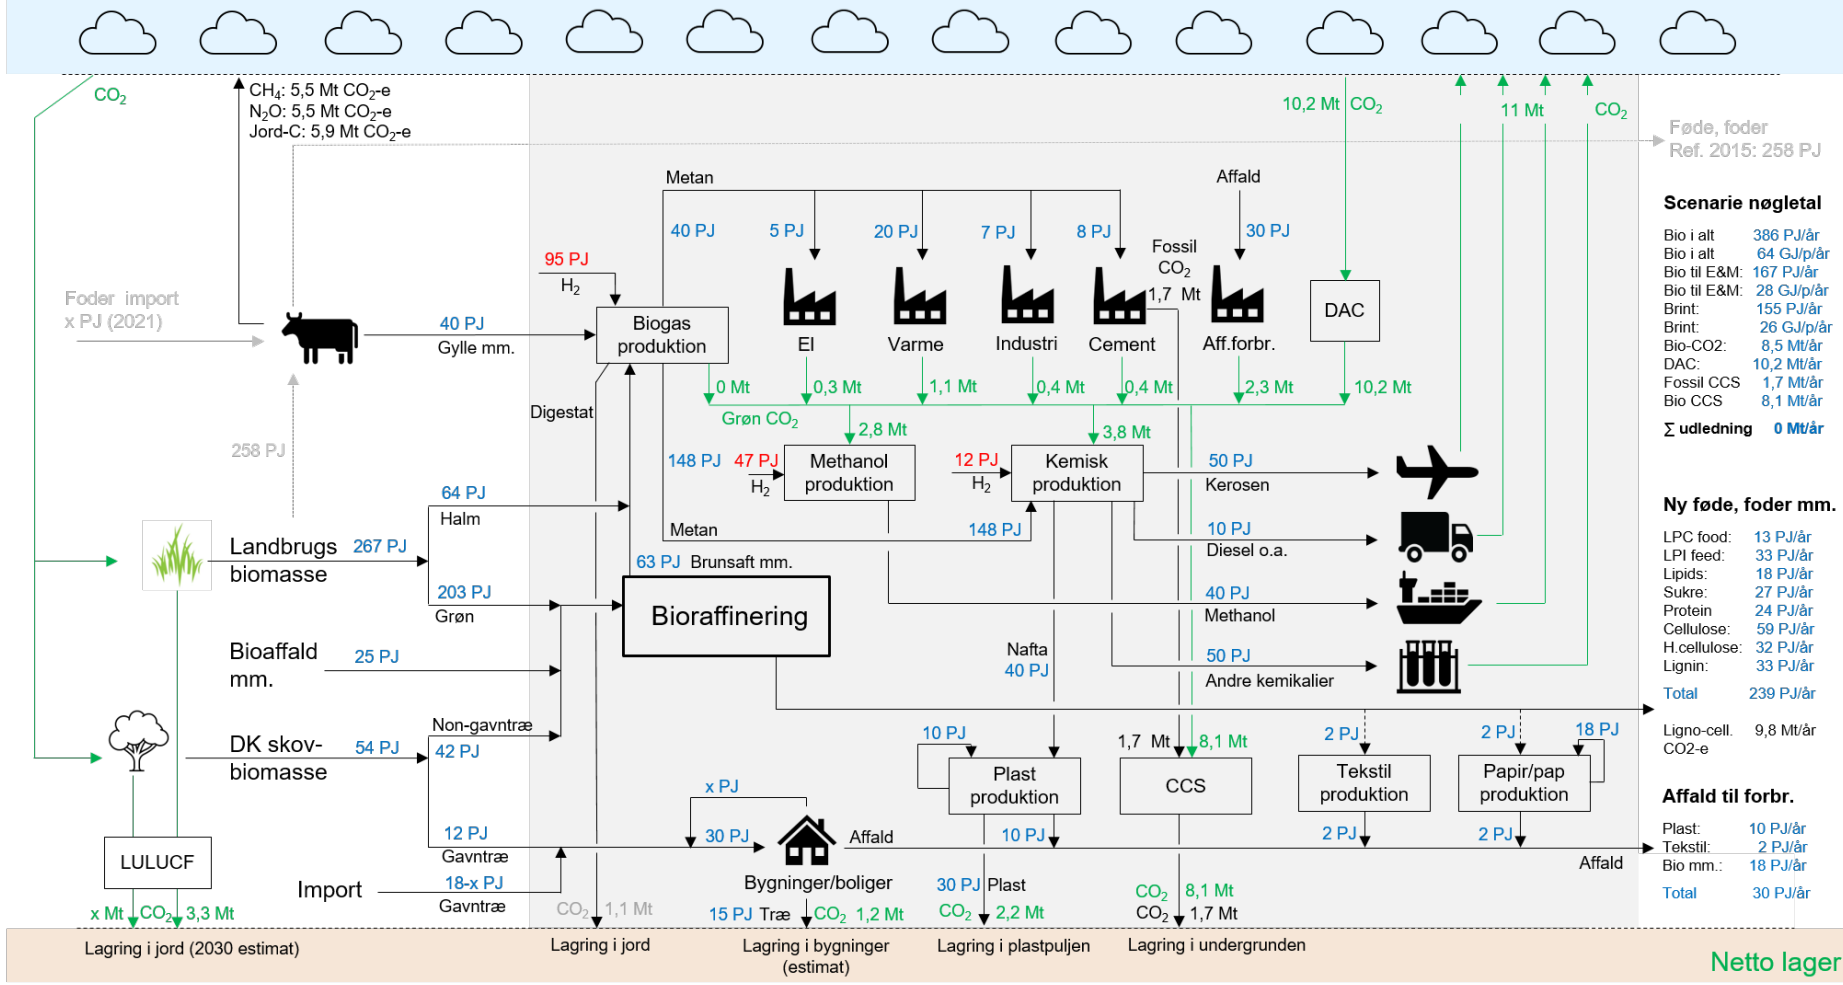 CO2
CH4: 5,5 Mt CO2-e
N2O: 5,5 Mt CO2-e
Jord-C: 5,9 Mt CO2-e
10,2 Mt CO2
11 Mt
CO2
Føde, foder
Ref. 2015: 258 PJ
Metan
Affald
40 PJ
5 PJ
20 PJ
7 PJ
8 PJ
30 PJ
Fossil
CO2
1,7 Mt
95 PJ
H2
Foder import
x PJ (2021)
40 PJ
Gylle mm.
Biogas
produktion
El
Varme
Industri
Cement
Aff.forbr.
DAC
0 Mt
0,3 Mt
1,1 Mt
0,4 Mt
0,4 Mt
2,3 Mt
10,2 Mt
Digestat
Grøn CO2
2,8 Mt
3,8 Mt
258 PJ
148 PJ
47 PJ
H2
Methanol
produktion
12 PJ
H2
Kemisk
produktion
50 PJ
Kerosen
64 PJ
Halm
Metan
148 PJ
10 PJ
Diesel o.a.
Landbrugs
biomasse
267 PJ
63 PJ Brunsaft mm.
203 PJ
Grøn
Bioraffinering
40 PJ
Methanol
Bioaffald
mm.
25 PJ
Nafta
40 PJ
50 PJ
Andre kemikalier
Non-gavntræ
42 PJ
DK skov-
biomasse
54 PJ
10 PJ
1,7 Mt
8,1 Mt
2 PJ
2 PJ
18 PJ
Plast
produktion
CCS
Tekstil
produktion
Papir/pap
produktion
x PJ
12 PJ
Gavntræ
30 PJ
Affald
10 PJ
2 PJ
2 PJ
Affald
LULUCF
Import
18-x PJ
Gavntræ
Bygninger/boliger
30 PJ Plast
CO2 8,1 Mt
CO2 1,7 Mt
x Mt CO2 3,3 Mt
CO2 1,1 Mt
15 PJ Træ CO2 1,2 Mt
CO2 2,2 Mt
Lagring i jord (2030 estimat)
Lagring i jord
Lagring i bygninger
(estimat)
Lagring i plastpuljen
Lagring i undergrunden
Netto lager
Scenarie nøgletal
Bio i alt 386 PJ/år
Bio i alt 64 GJ/p/år
Bio til E&M: 167 PJ/år
Bio til E&M: 28 GJ/p/år
Brint: 155 PJ/år
Brint: 26 GJ/p/år
Bio-CO2: 8,5 Mt/år
DAC: 10,2 Mt/år
Fossil CCS 1,7 Mt/år
Bio CCS 8,1 Mt/år
∑ udledning 0 Mt/år
Ny føde, foder mm.
LPC food: 13 PJ/år
LPI feed: 33 PJ/år
Lipids: 18 PJ/år
Sukre: 27 PJ/år
Protein 24 PJ/år
Cellulose: 59 PJ/år
H.cellulose: 32 PJ/år
Lignin: 33 PJ/år
Total 239 PJ/år
Ligno-cell. 9,8 Mt/år
CO2-e
Affald til forbr.
Plast: 10 PJ/år
Tekstil: 2 PJ/år
Bio mm.: 18 PJ/år
Total 30 PJ/år